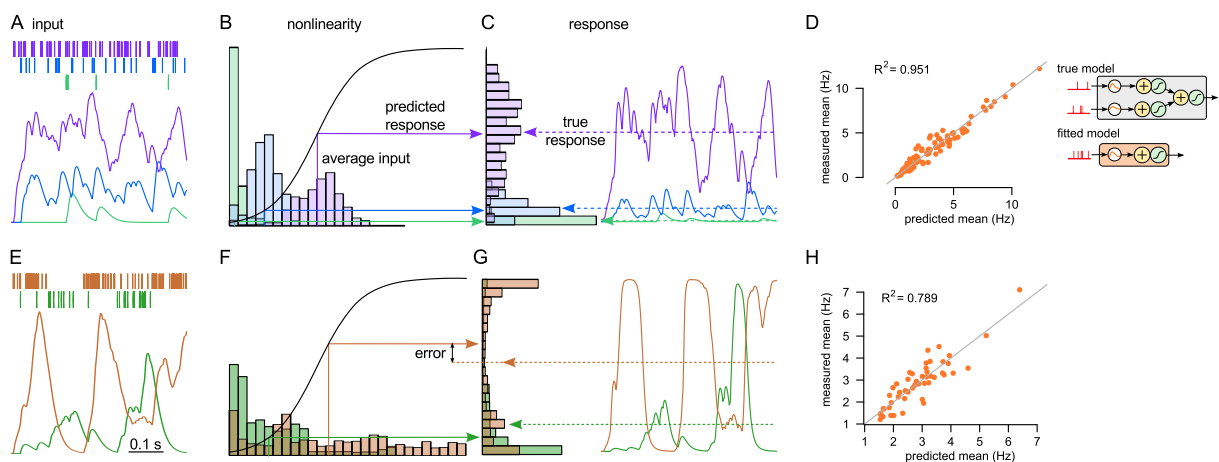 A input
B nonlinearity
predicted
response
average input
C response
true
response
D
R² = 0.951
measured mean (Hz)
10
5
0
0 5 10
predicted mean (Hz)
true model
fitted model
E
0.1 s
F
error
G
H
R² = 0.789
measured mean (Hz)
7
6
5
4
3
2
1
1 2 3 4 5 6 7
predicted mean (Hz)